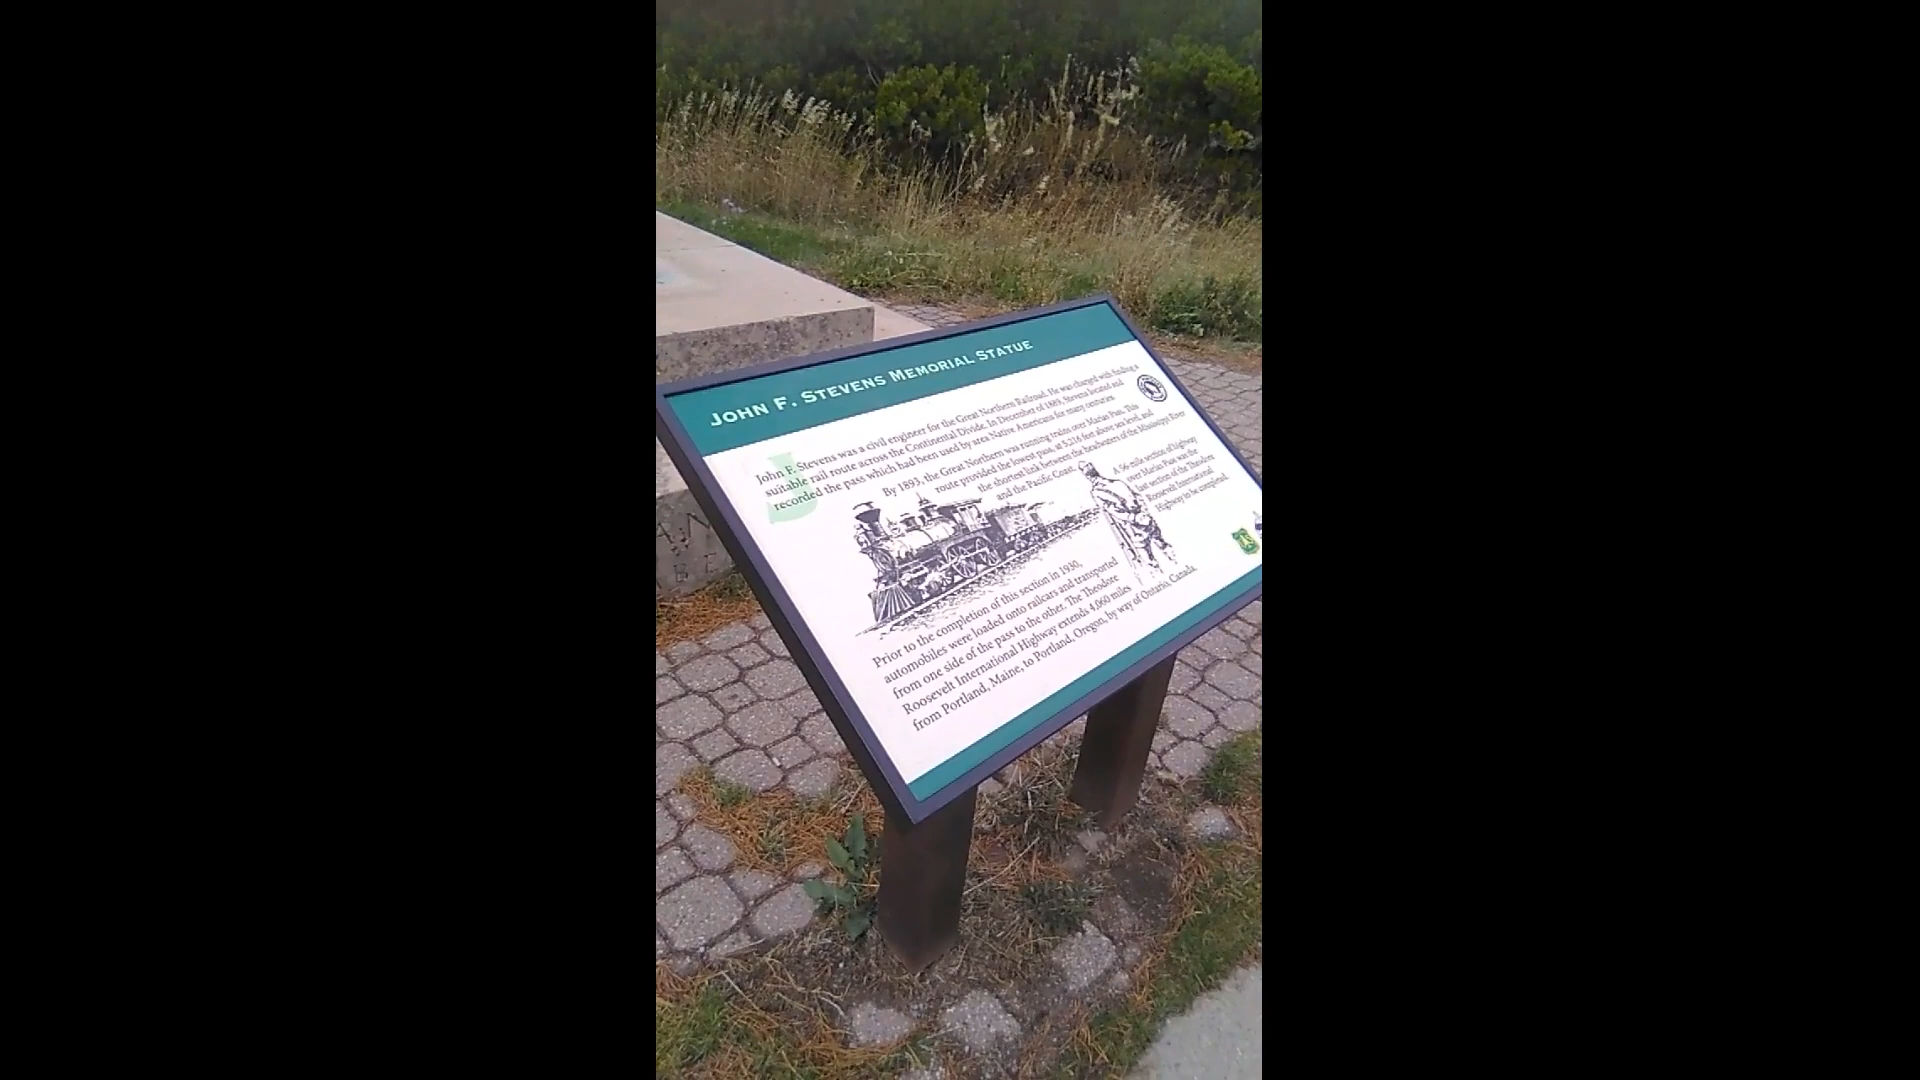 JOHN F. STEVENS MEMORIAL STATUE
John F. Stevens was a civil engineer for the Great Northern Railroad. He was charged with finding a
suitable rail route across the Continental Divide. In December of 1889, Stevens located and
recorded the pass which had been used by area Native Americans for many centuries.
By 1893, the Great Northern was running trains over Marias Pass. This
route provided the lowest pass, at 5,216 feet above sea level, and
the shortest link between the headwaters of the Mississippi River
and the Pacific Coast.
A 56-mile section of highway
over Marias Pass was the
last section of the Theodore
Roosevelt International
Highway to be completed.
Prior to the completion of this section in 1930,
automobiles were loaded onto railcars and transported
from one side of the pass to the other. The Theodore
Roosevelt International Highway extends 4,060 miles
from Portland, Maine, to Portland, Oregon, by way of Ontario, Canada.